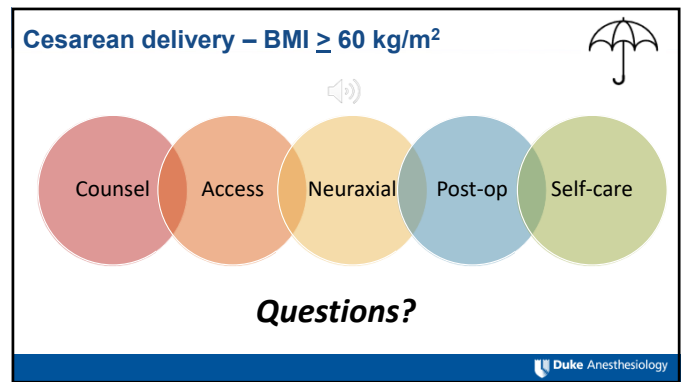 Cesarean delivery – BMI ≥ 60 kg/m²
Counsel Access Neuraxial Post-op Self-care
Questions?
Duke Anesthesiology